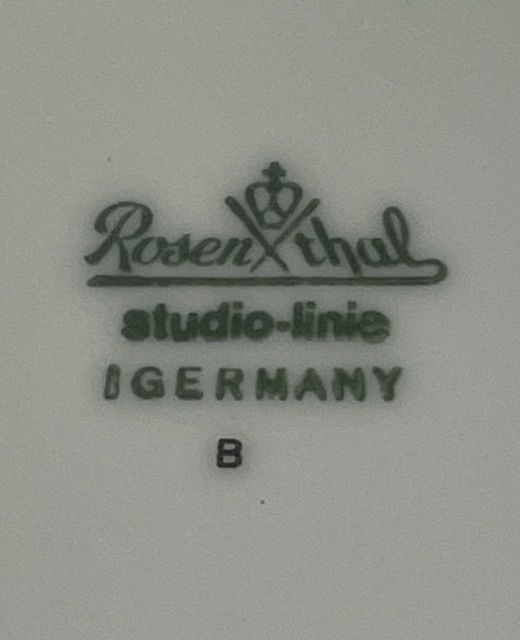 Rosenthal
studio-linie
GERMANY
B